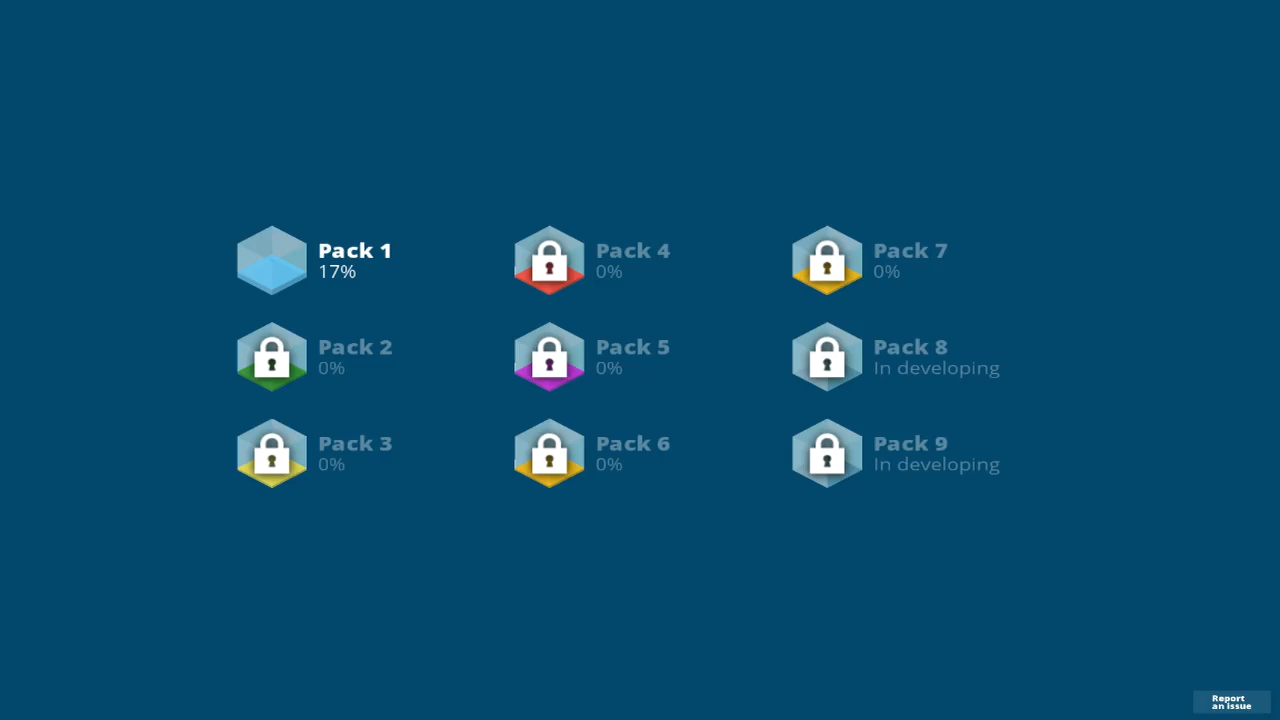 Pack 1
17%
Pack 4
0%
Pack 7
0%
Pack 2
0%
Pack 5
0%
Pack 8
In developing
Pack 3
0%
Pack 6
0%
Pack 9
In developing
Report
an issue